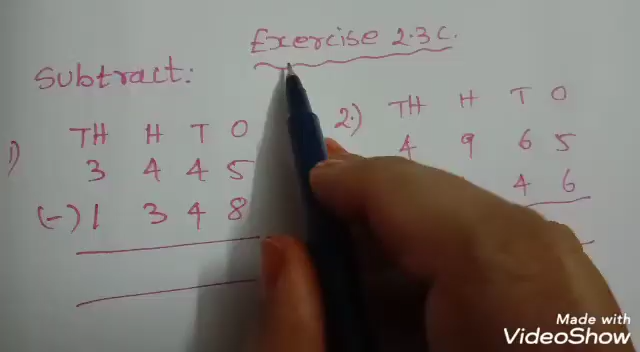 Exercise 2.3C.
Subtract:
1) TH H T O
3 4 4 5
(-) 1 3 4 8
2.) TH H T O
4 9 6 5
4 6
Made with
VideoShow